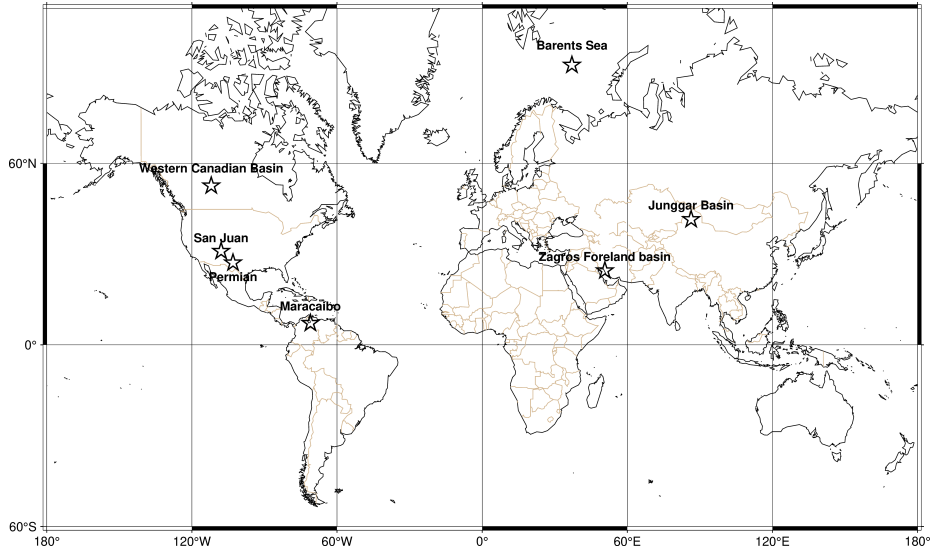 Barents Sea
60°N
Western Canadian Basin
Junggar Basin
San Juan
Zagros Foreland basin
Permian
Maracaibo
0°
60°S
180° 120°W 60°W 0° 60°E 120°E 180°